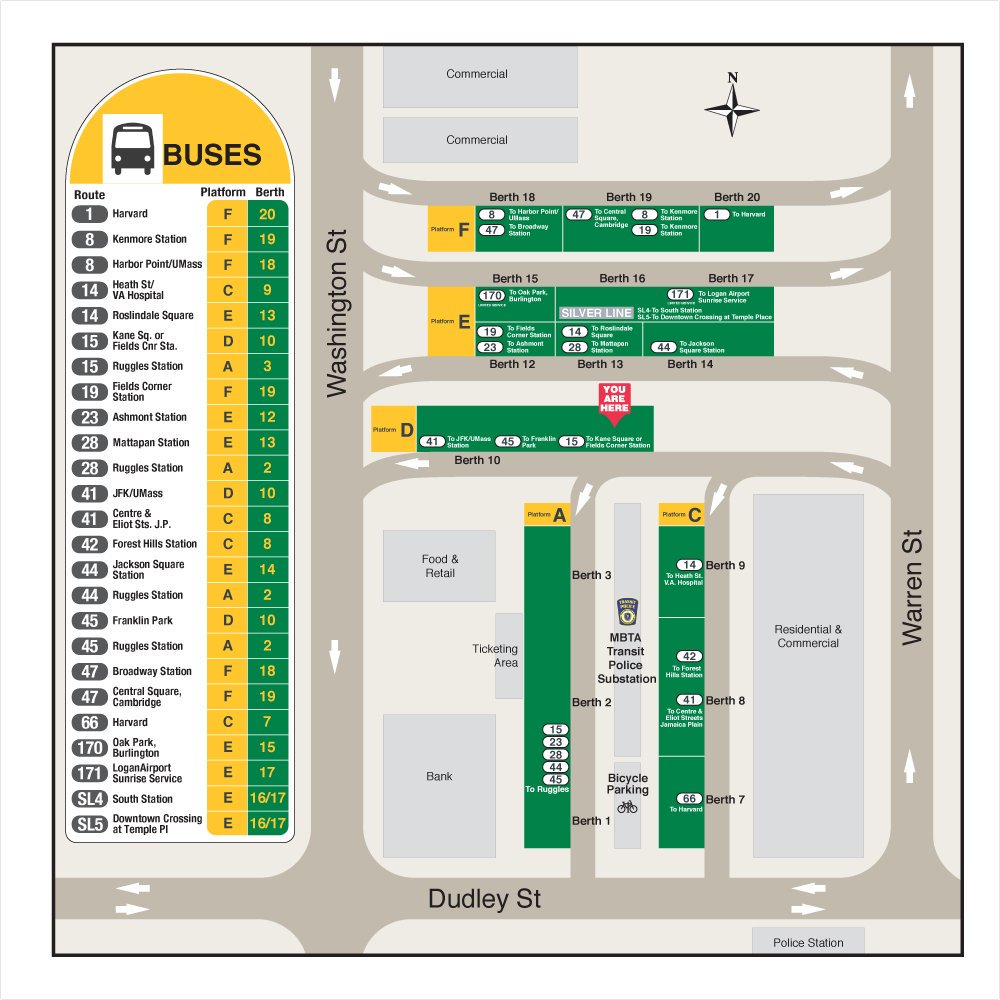 BUSES
Route Platform Berth
1 Harvard F 20
8 Kenmore Station F 19
8 Harbor Point/UMass F 18
14 Heath St/
VA Hospital C 9
14 Roslindale Square E 13
15 Kane Sq. or
Fields Cnr Sta. D 10
15 Ruggles Station A 3
19 Fields Corner
Station F 19
23 Ashmont Station E 12
28 Mattapan Station E 13
28 Ruggles Station A 2
41 JFK/UMass D 10
41 Centre &
Eliot Sts. J.P. C 8
42 Forest Hills Station C 8
44 Jackson Square
Station E 14
44 Ruggles Station A 2
45 Franklin Park D 10
45 Ruggles Station A 2
47 Broadway Station F 18
47 Central Square,
Cambridge F 19
66 Harvard C 7
170 Oak Park,
Burlington E 15
171 LoganAirport
Sunrise Service E 17
SL4 South Station E 16/17
SL5 Downtown Crossing
at Temple Pl E 16/17
Washington St
Commercial
Commercial
N
Berth 18 Berth 19 Berth 20
Platform F
8 To Harbor Point/
UMass
47 To Broadway
Station
47 To Central
Square,
Cambridge
8 To Kenmore
Station
19 To Kenmore
Station
1 To Harvard
Berth 15 Berth 16 Berth 17
Platform E
170 To Oak Park,
Burlington
LIMITED SERVICE
171 To Logan Airport
Sunrise Service
LIMITED SERVICE
SILVER LINE SL4-To South Station
SL5-To Downtown Crossing at Temple Place
19 To Fields
Corner Station
23 To Ashmont
Station
14 To Roslindale
Square
28 To Mattapan
Station
44 To Jackson
Square Station
Berth 12 Berth 13 Berth 14
YOU
ARE
HERE
Platform D
41 To JFK/UMass
Station
45 To Franklin
Park
15 To Kane Square or
Fields Corner Station
Berth 10
Platform A
Berth 3
Berth 2
15
23
28
44
45
To Ruggles
Berth 1
Food &
Retail
Ticketing
Area
Bank
TRANSIT
POLICE
MBTA
Transit
Police
Substation
Bicycle
Parking
Platform C
14
To Heath St.
V.A. Hospital
Berth 9
42
To Forest
Hills Station
41
To Centre &
Eliot Streets
Jamaica Plain
Berth 8
66
To Harvard
Berth 7
Residential &
Commercial
Warren St
Dudley St
Police Station